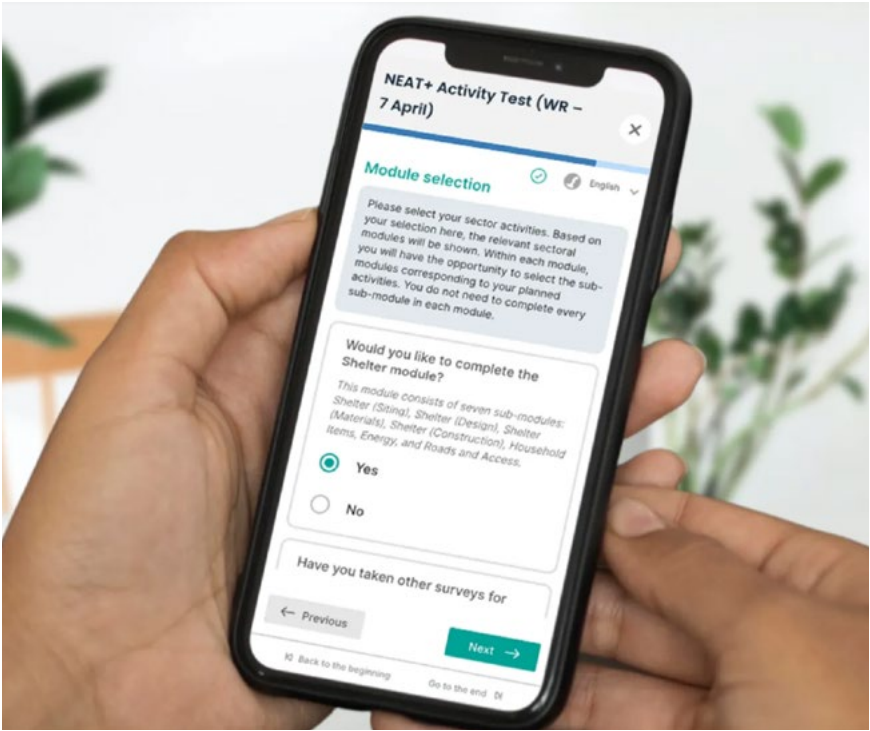 NEAT+ Activity Test (WR –
7 April)
Module selection
English
Please select your sector activities. Based on
your selection here, the relevant sectoral
modules will be shown. Within each module,
you will have the opportunity to select the sub-
modules corresponding to your planned
activities. You do not need to complete every
sub-module in each module.
Would you like to complete the
Shelter module?
This module consists of seven sub-modules:
Shelter (Siting), Shelter (Design), Shelter
(Materials), Shelter (Construction), Household
Items, Energy, and Roads and Access.
Yes
No
Have you taken other surveys for
← Previous
Next →
Back to the beginning
Go to the end